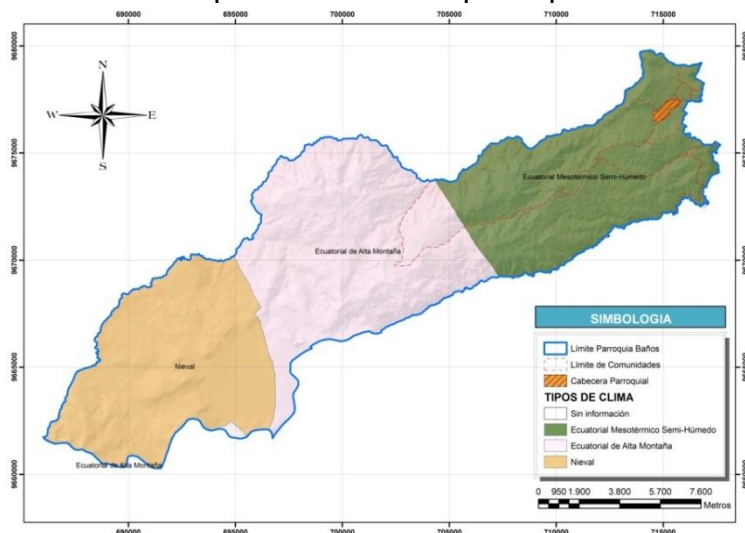 690000 695000 700000 705000 710000 715000
9680000 9680000
N
W E
S
9675000 9675000
Ecuatorial Mesotérmico Semi-Húmedo
Ecuatorial de Alta Montaña
9670000
SIMBOLOGIA
Límite Parroquia Baños
Límite de Comunidades
Cabecera Parroquial
TIPOS DE CLIMA
Sin información
Ecuatorial Mesotérmico Semi-Húmedo
Ecuatorial de Alta Montaña
Nieval
9665000
Nieval
Ecuatorial de Alta Montaña
9660000
0 950 1.900 3.800 5.700 7.600
Metros
690000 695000 700000 705000 710000 715000